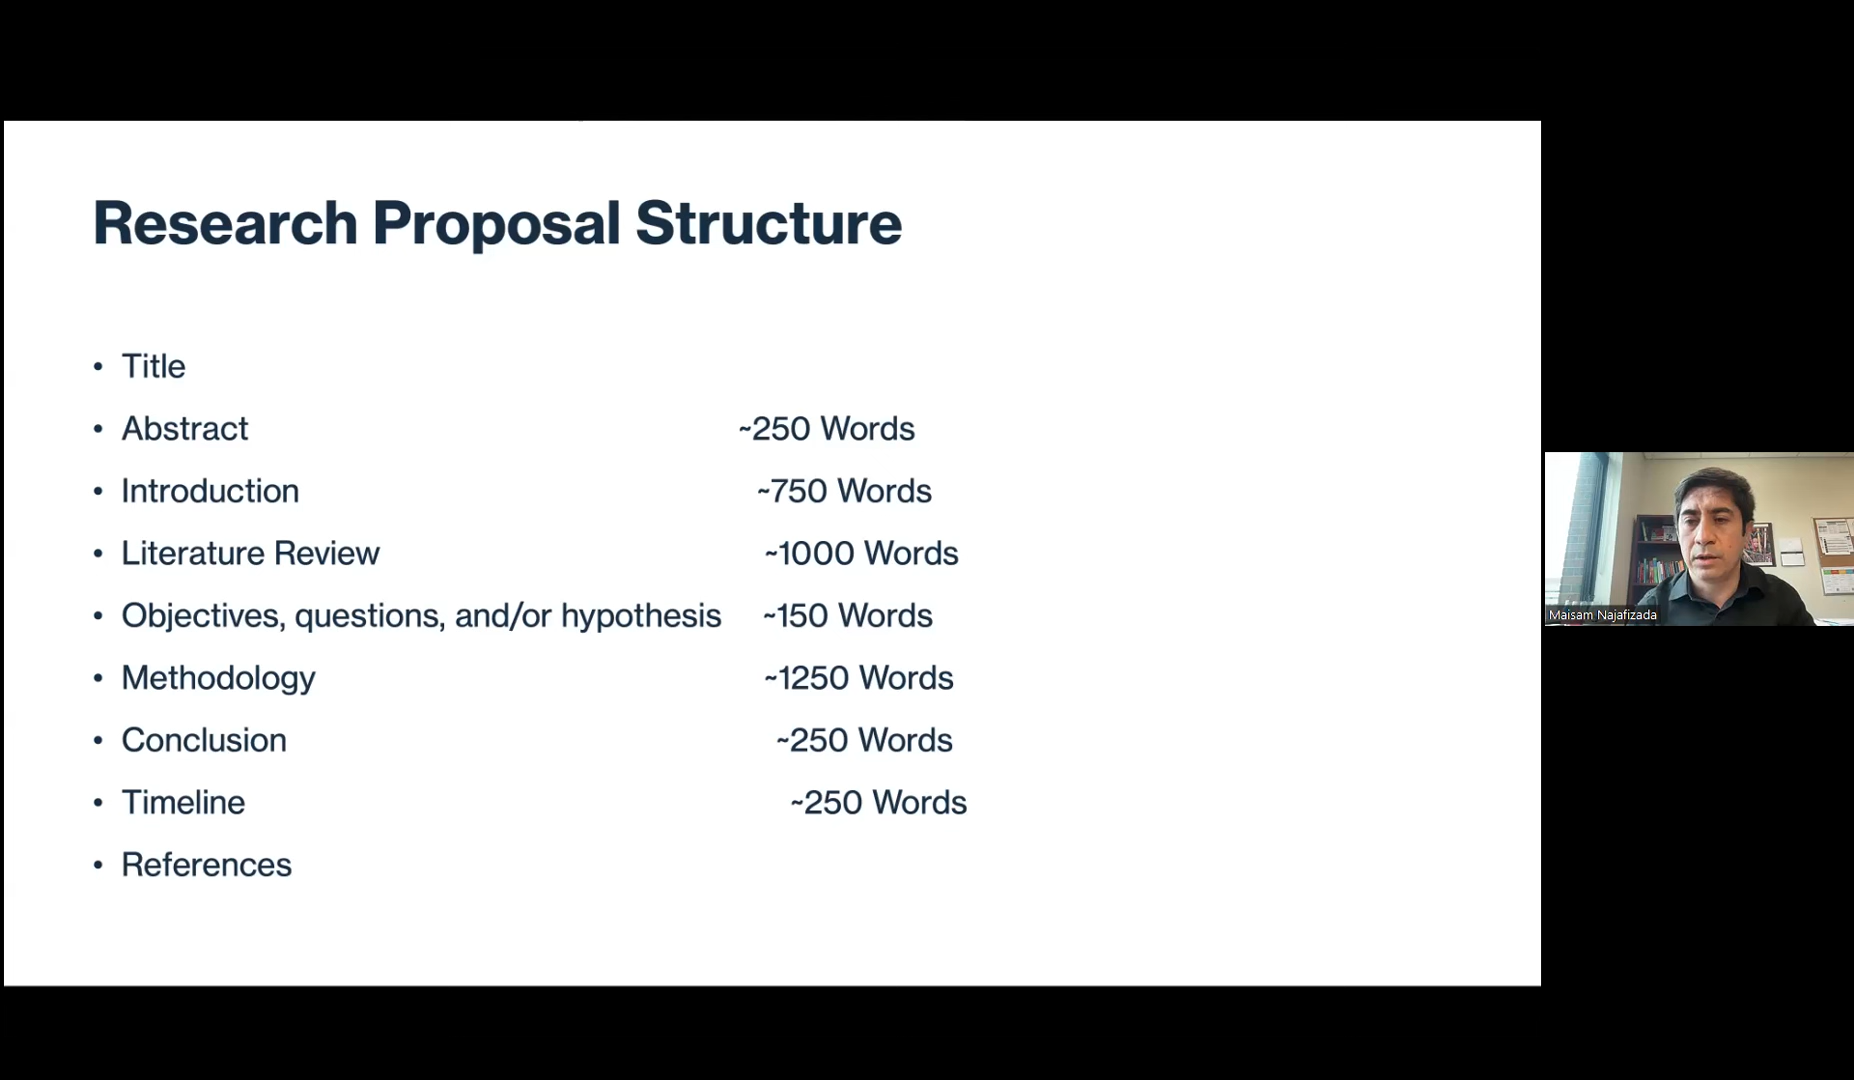 Research Proposal Structure
• Title
• Abstract ~250 Words
• Introduction ~750 Words
• Literature Review ~1000 Words
• Objectives, questions, and/or hypothesis ~150 Words
• Methodology ~1250 Words
• Conclusion ~250 Words
• Timeline ~250 Words
• References
Maisam Najafizada